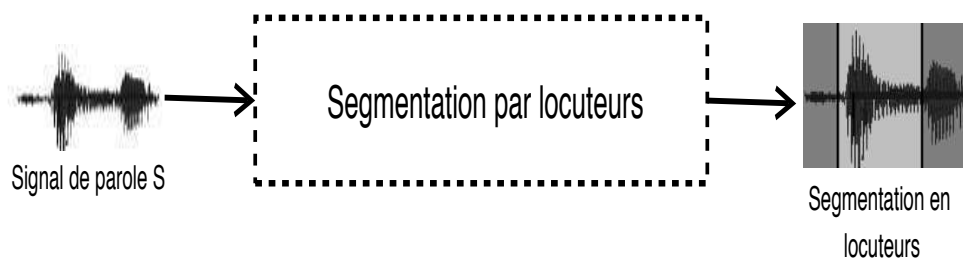 Segmentation par locuteurs
Signal de parole S
Segmentation en
locuteurs